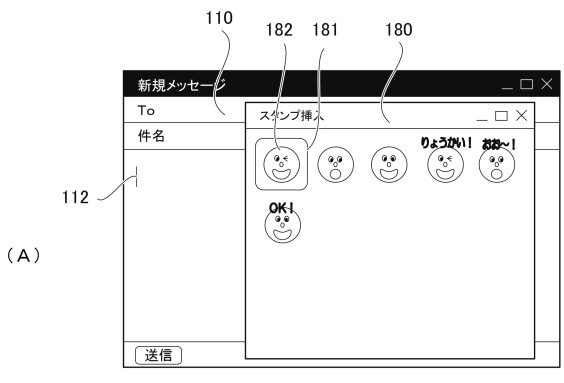 110
182
181
180
新規メッセージ
To
スタンプ挿入
件名
りょうかい！
おお～！
112
OK！
(A)
送信